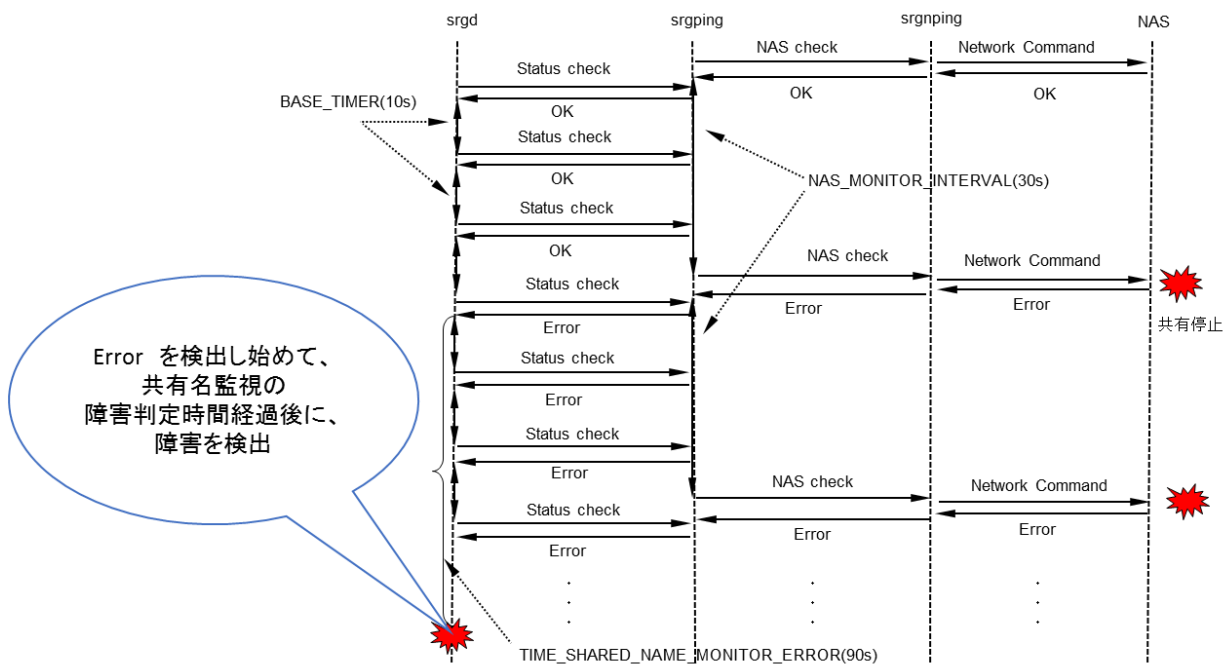 srgd srgping srgnping NAS
NAS check Network Command
Status check
OK OK
BASE_TIMER(10s)
OK
Status check
OK
NAS_MONITOR_INTERVAL(30s)
Status check
OK
NAS check Network Command
Status check
Error Error
Error
共有停止
Error を検出し始めて、
共有名監視の
障害判定時間経過後に、
障害を検出
Status check
Error
Status check
Error
NAS check Network Command
Status check
Error Error
Error
TIME_SHARED_NAME_MONITOR_ERROR(90s)